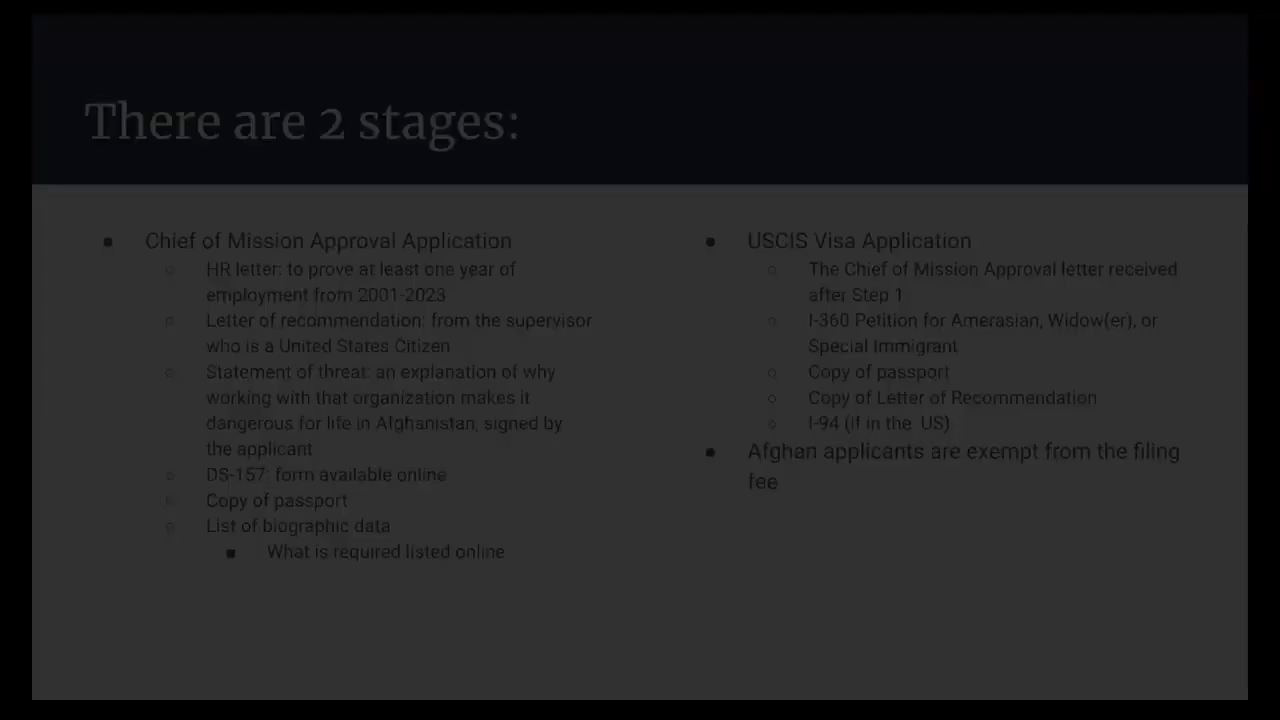 There are 2 stages:
● Chief of Mission Approval Application
○ HR letter: to prove at least one year of
employment from 2001-2023
○ Letter of recommendation: from the supervisor
who is a United States Citizen
○ Statement of threat: an explanation of why
working with that organization makes it
dangerous for life in Afghanistan, signed by
the applicant
○ DS-157: form available online
○ Copy of passport
○ List of biographic data
■ What is required listed online
● USCIS Visa Application
○ The Chief of Mission Approval letter received
after Step 1
○ I-360 Petition for Amerasian, Widow(er), or
Special Immigrant
○ Copy of passport
○ Copy of Letter of Recommendation
○ I-94 (if in the US)
● Afghan applicants are exempt from the filing
fee